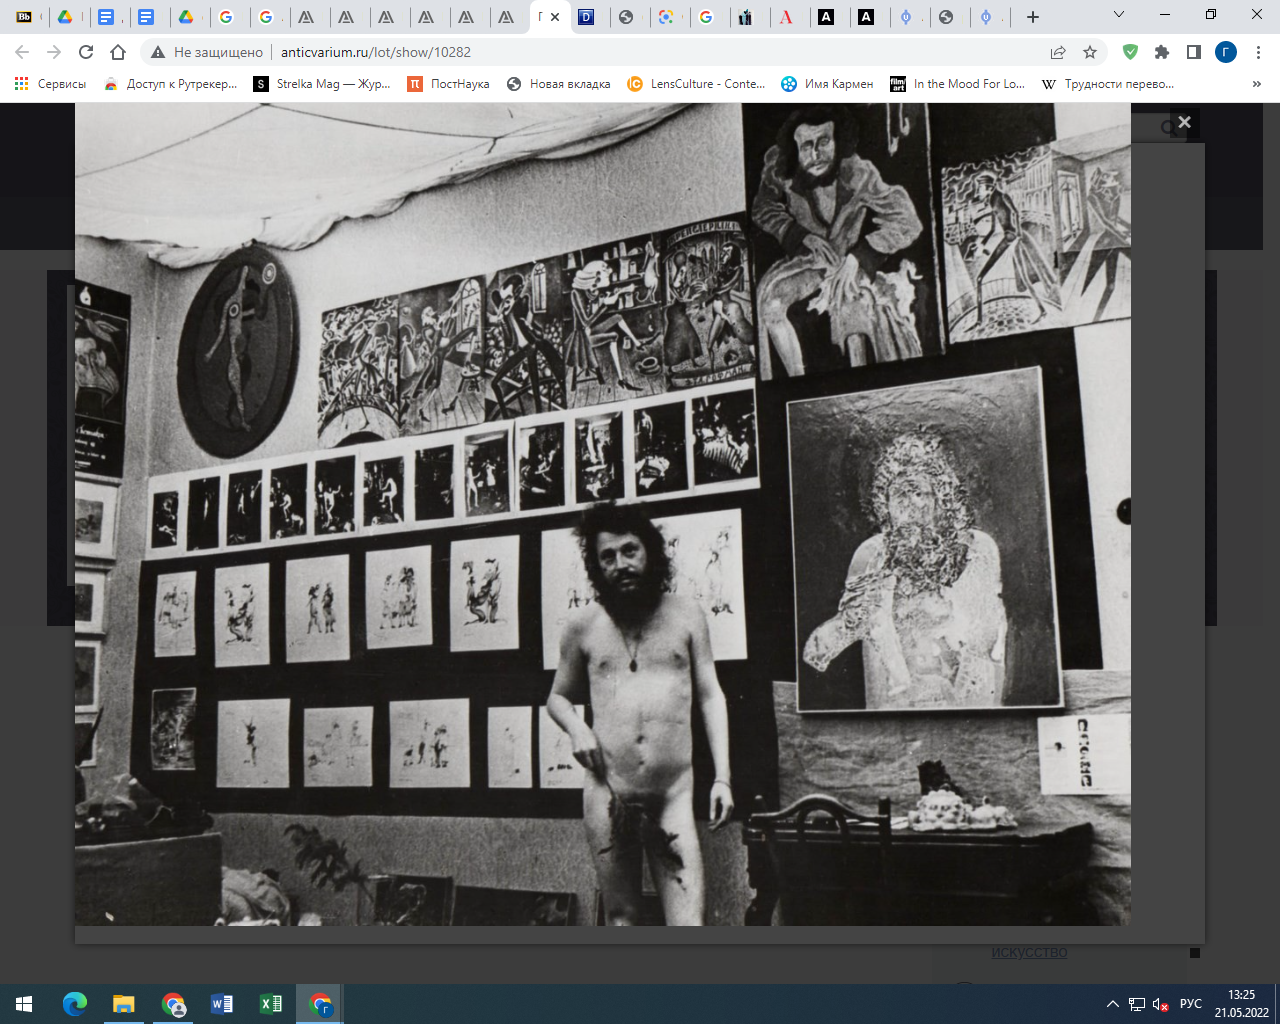 Г
Не защищено
anticvarium.ru/lot/show/10282
Г
Сервисы
Доступ к Рутрекер...
Strelka Mag — Жур...
ПостНаука
Новая вкладка
LensCulture - Conte...
Имя Кармен
In the Mood For Lo...
Трудности перево...
»
искусство
РУС
13:25
21.05.2022